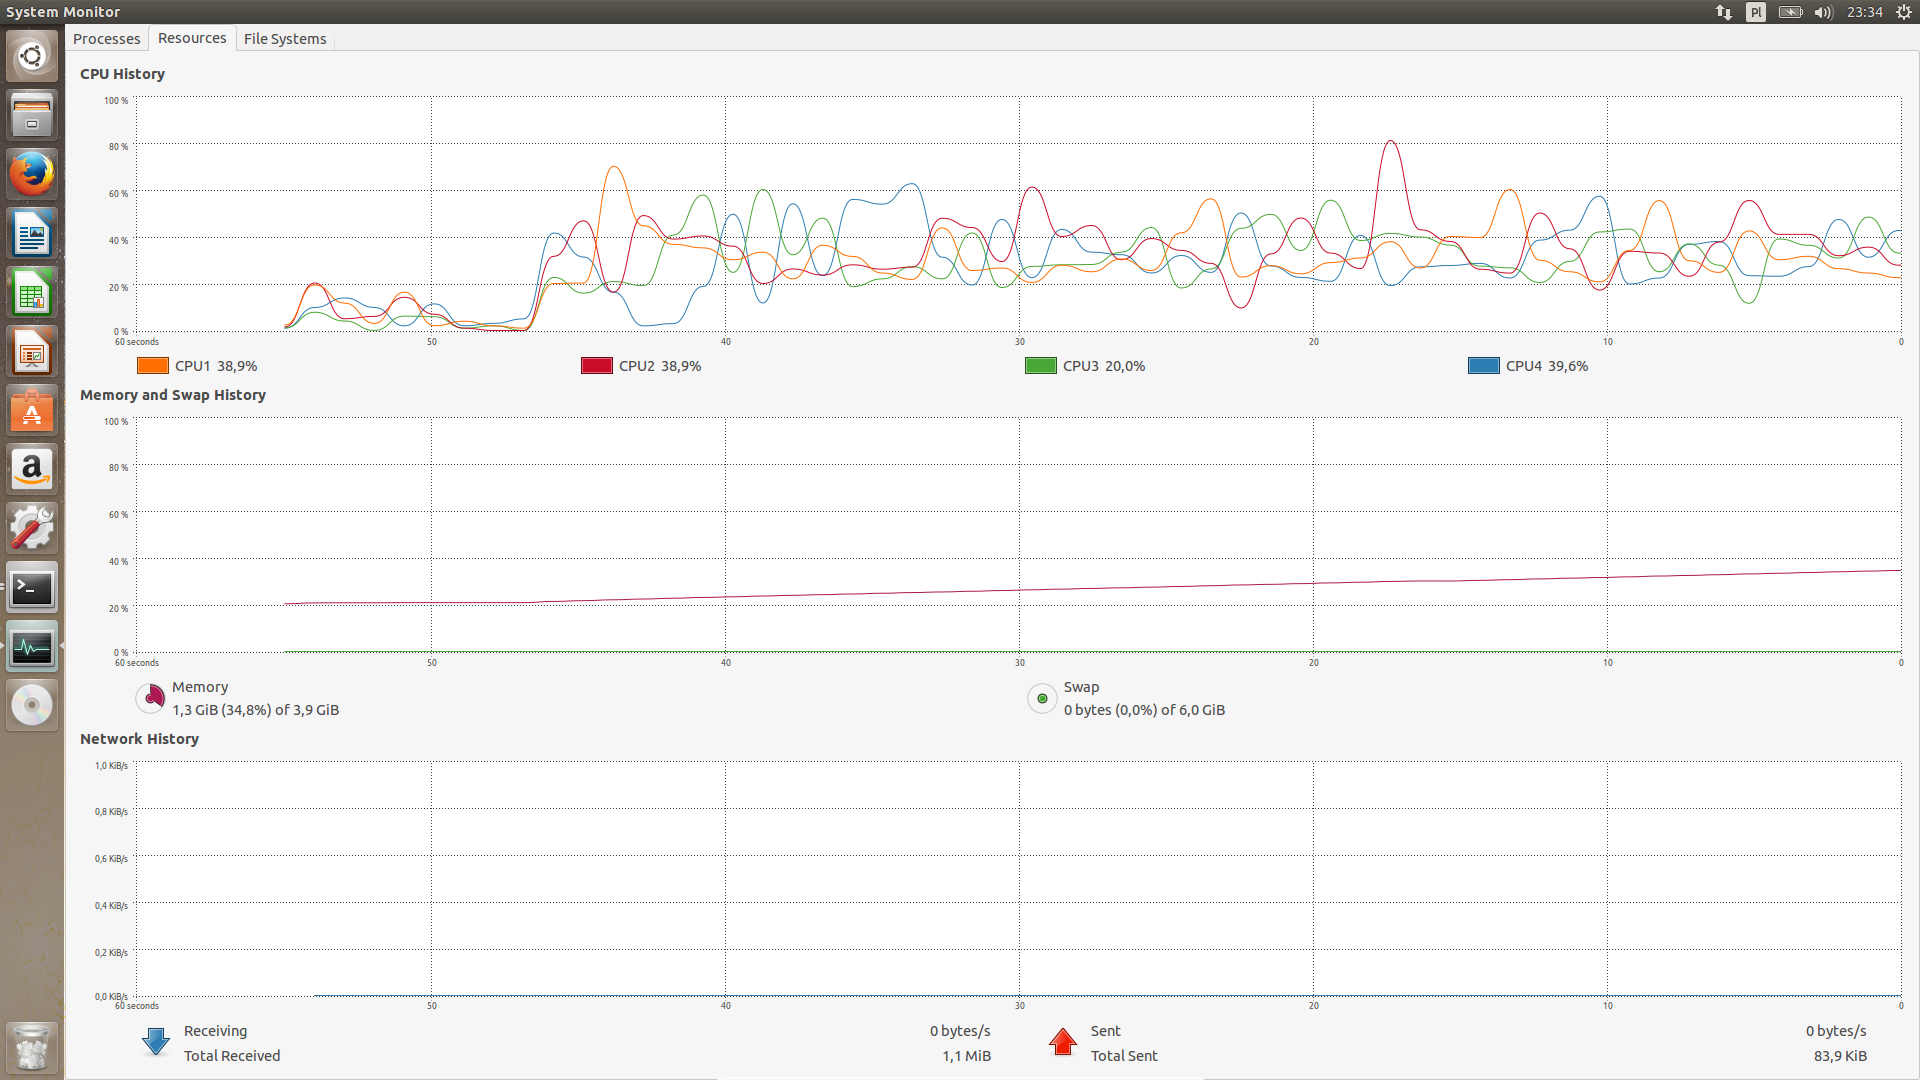 System Monitor
Pl
23:34
Processes Resources File Systems
CPU History
100 %
80 %
60 %
40 %
20 %
0 %
60 seconds 50 40 30 20 10 0
CPU1 38,9% CPU2 38,9% CPU3 20,0% CPU4 39,6%
Memory and Swap History
100 %
80 %
60 %
40 %
20 %
0 %
60 seconds 50 40 30 20 10 0
Memory
1,3 GiB (34,8%) of 3,9 GiB
Swap
0 bytes (0,0%) of 6,0 GiB
Network History
1,0 KiB/s
0,8 KiB/s
0,6 KiB/s
0,4 KiB/s
0,2 KiB/s
0,0 KiB/s
60 seconds 50 40 30 20 10 0
Receiving 0 bytes/s
Total Received 1,1 MiB
Sent 0 bytes/s
Total Sent 83,9 KiB